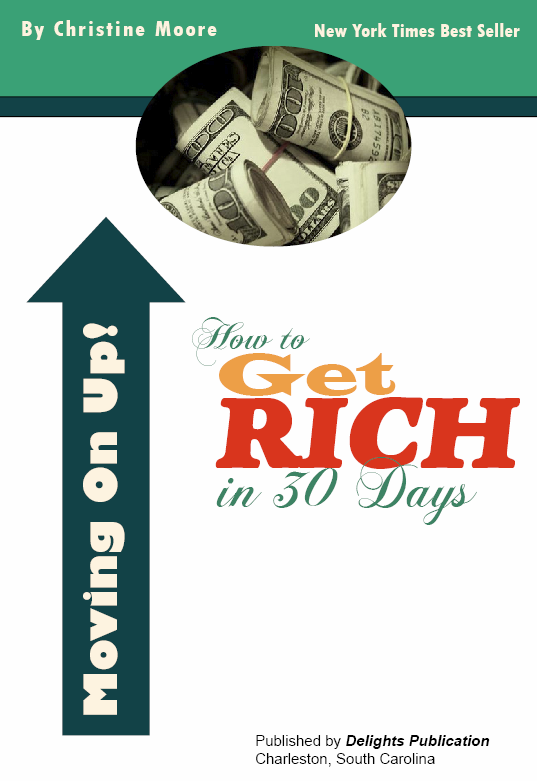 By Christine Moore
New York Times Best Seller
Moving On Up!
How to
Get
RICH
in 30 Days
Published by Delights Publication
Charleston, South Carolina